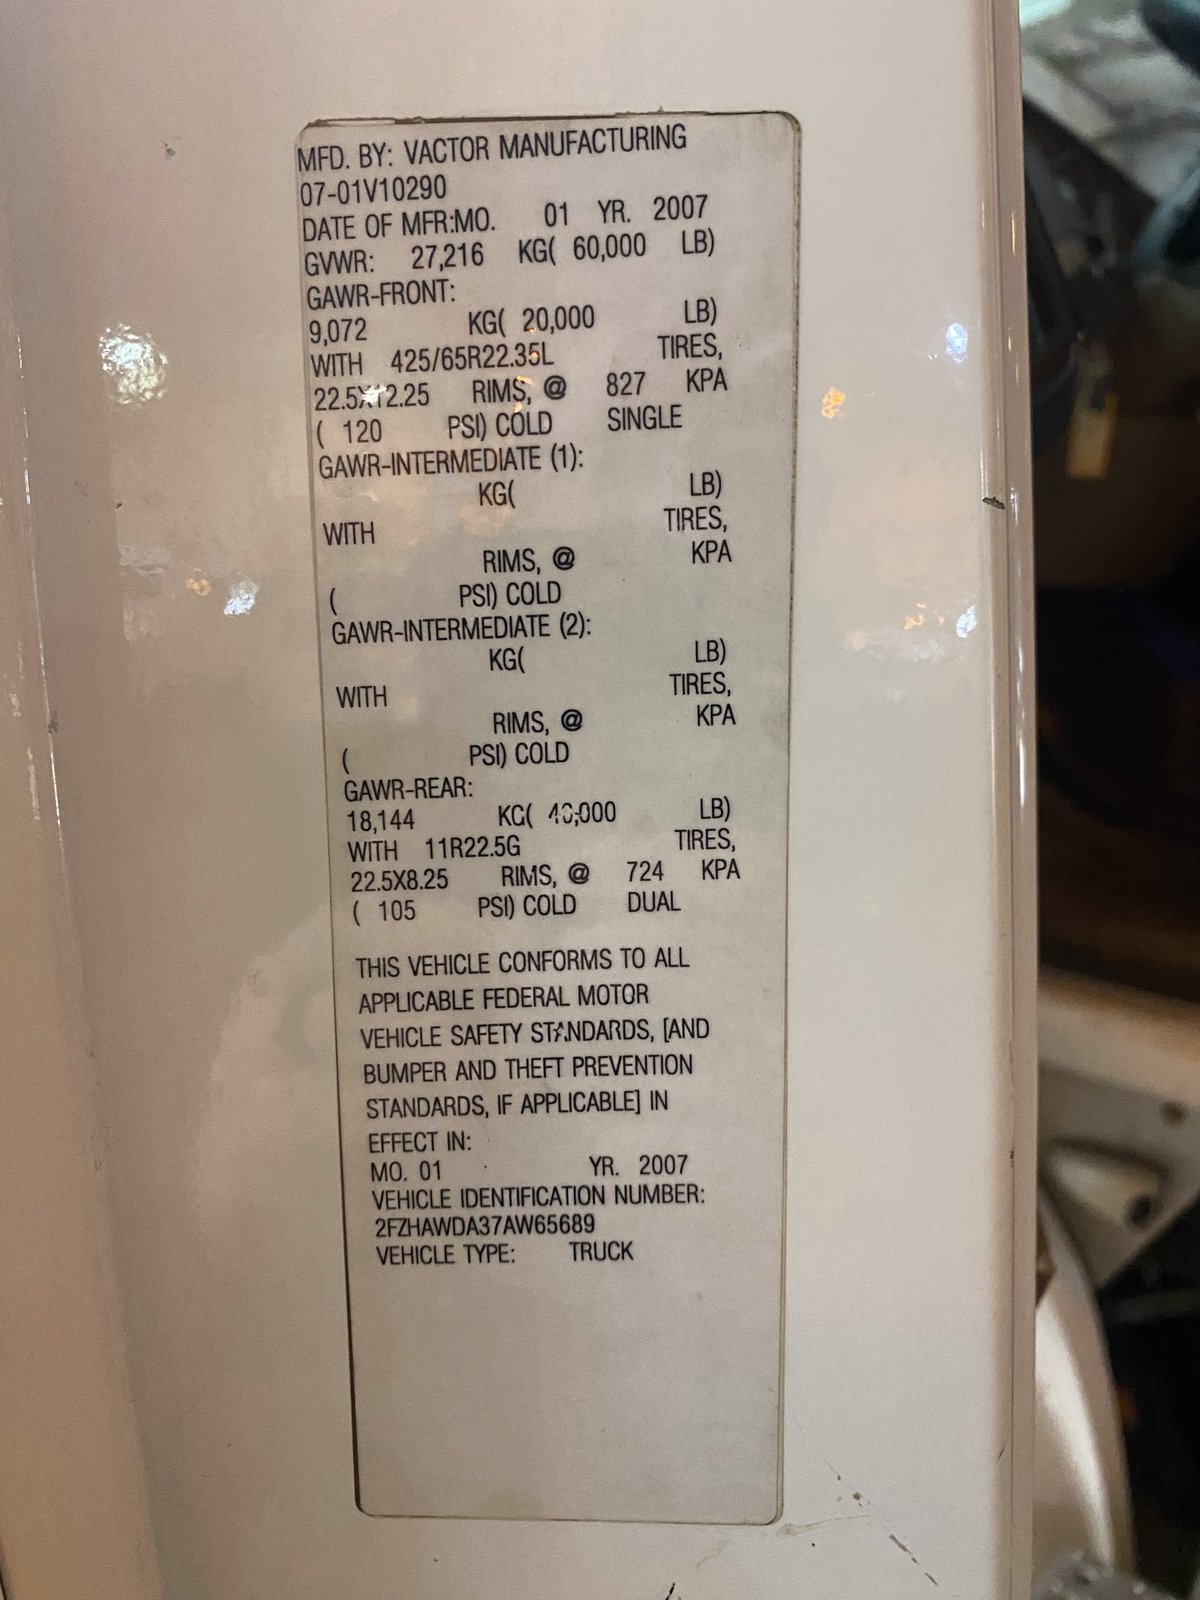 MFD. BY: VACTOR MANUFACTURING
07-01V10290
DATE OF MFR:MO. 01 YR. 2007
GVWR: 27,216 KG( 60,000 LB)
GAWR-FRONT:
9,072 KG( 20,000 LB)
WITH 425/65R22.35L TIRES,
22.5X12.25 RIMS, @ 827 KPA
( 120 PSI) COLD SINGLE
GAWR-INTERMEDIATE (1):
KG( LB)
WITH TIRES,
RIMS, @ KPA
( PSI) COLD
GAWR-INTERMEDIATE (2):
KG( LB)
WITH TIRES,
RIMS, @ KPA
( PSI) COLD
GAWR-REAR:
18,144 KG( 40,000 LB)
WITH 11R22.5G TIRES,
22.5X8.25 RIMS, @ 724 KPA
( 105 PSI) COLD DUAL
THIS VEHICLE CONFORMS TO ALL
APPLICABLE FEDERAL MOTOR
VEHICLE SAFETY STANDARDS, [AND
BUMPER AND THEFT PREVENTION
STANDARDS, IF APPLICABLE] IN
EFFECT IN:
MO. 01 YR. 2007
VEHICLE IDENTIFICATION NUMBER:
2FZHAWDA37AW65689
VEHICLE TYPE: TRUCK